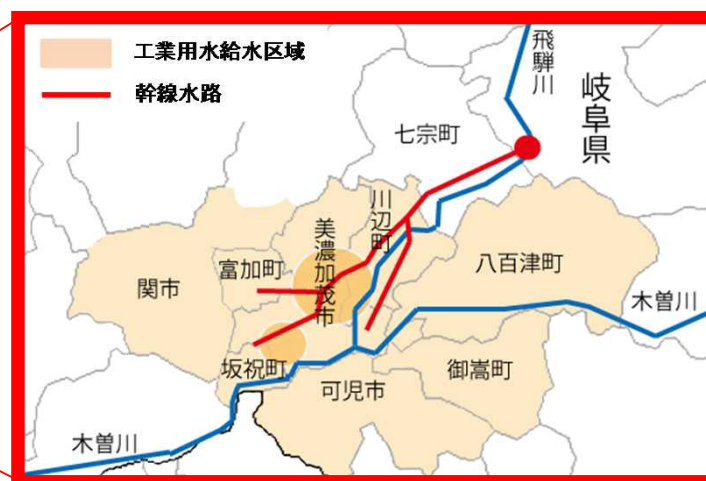 工業用水給水区域
幹線水路
飛騨川
岐阜県
七宗町
川辺町
美濃加茂市
富加町
関市
八百津町
木曽川
坂祝町
可児市
御嵩町
木曽川